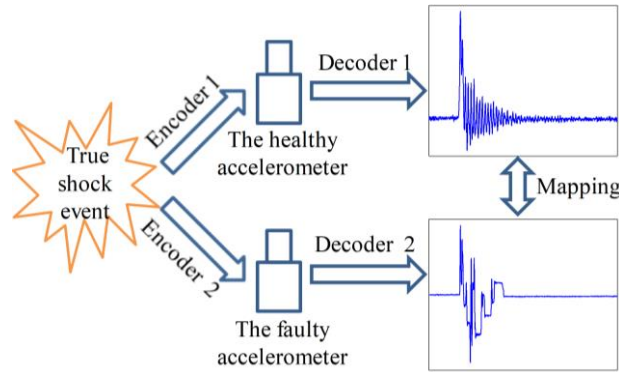 True
shock
event
Encoder 1
The healthy
accelerometer
Decoder 1
Mapping
Encoder 2
The faulty
accelerometer
Decoder 2